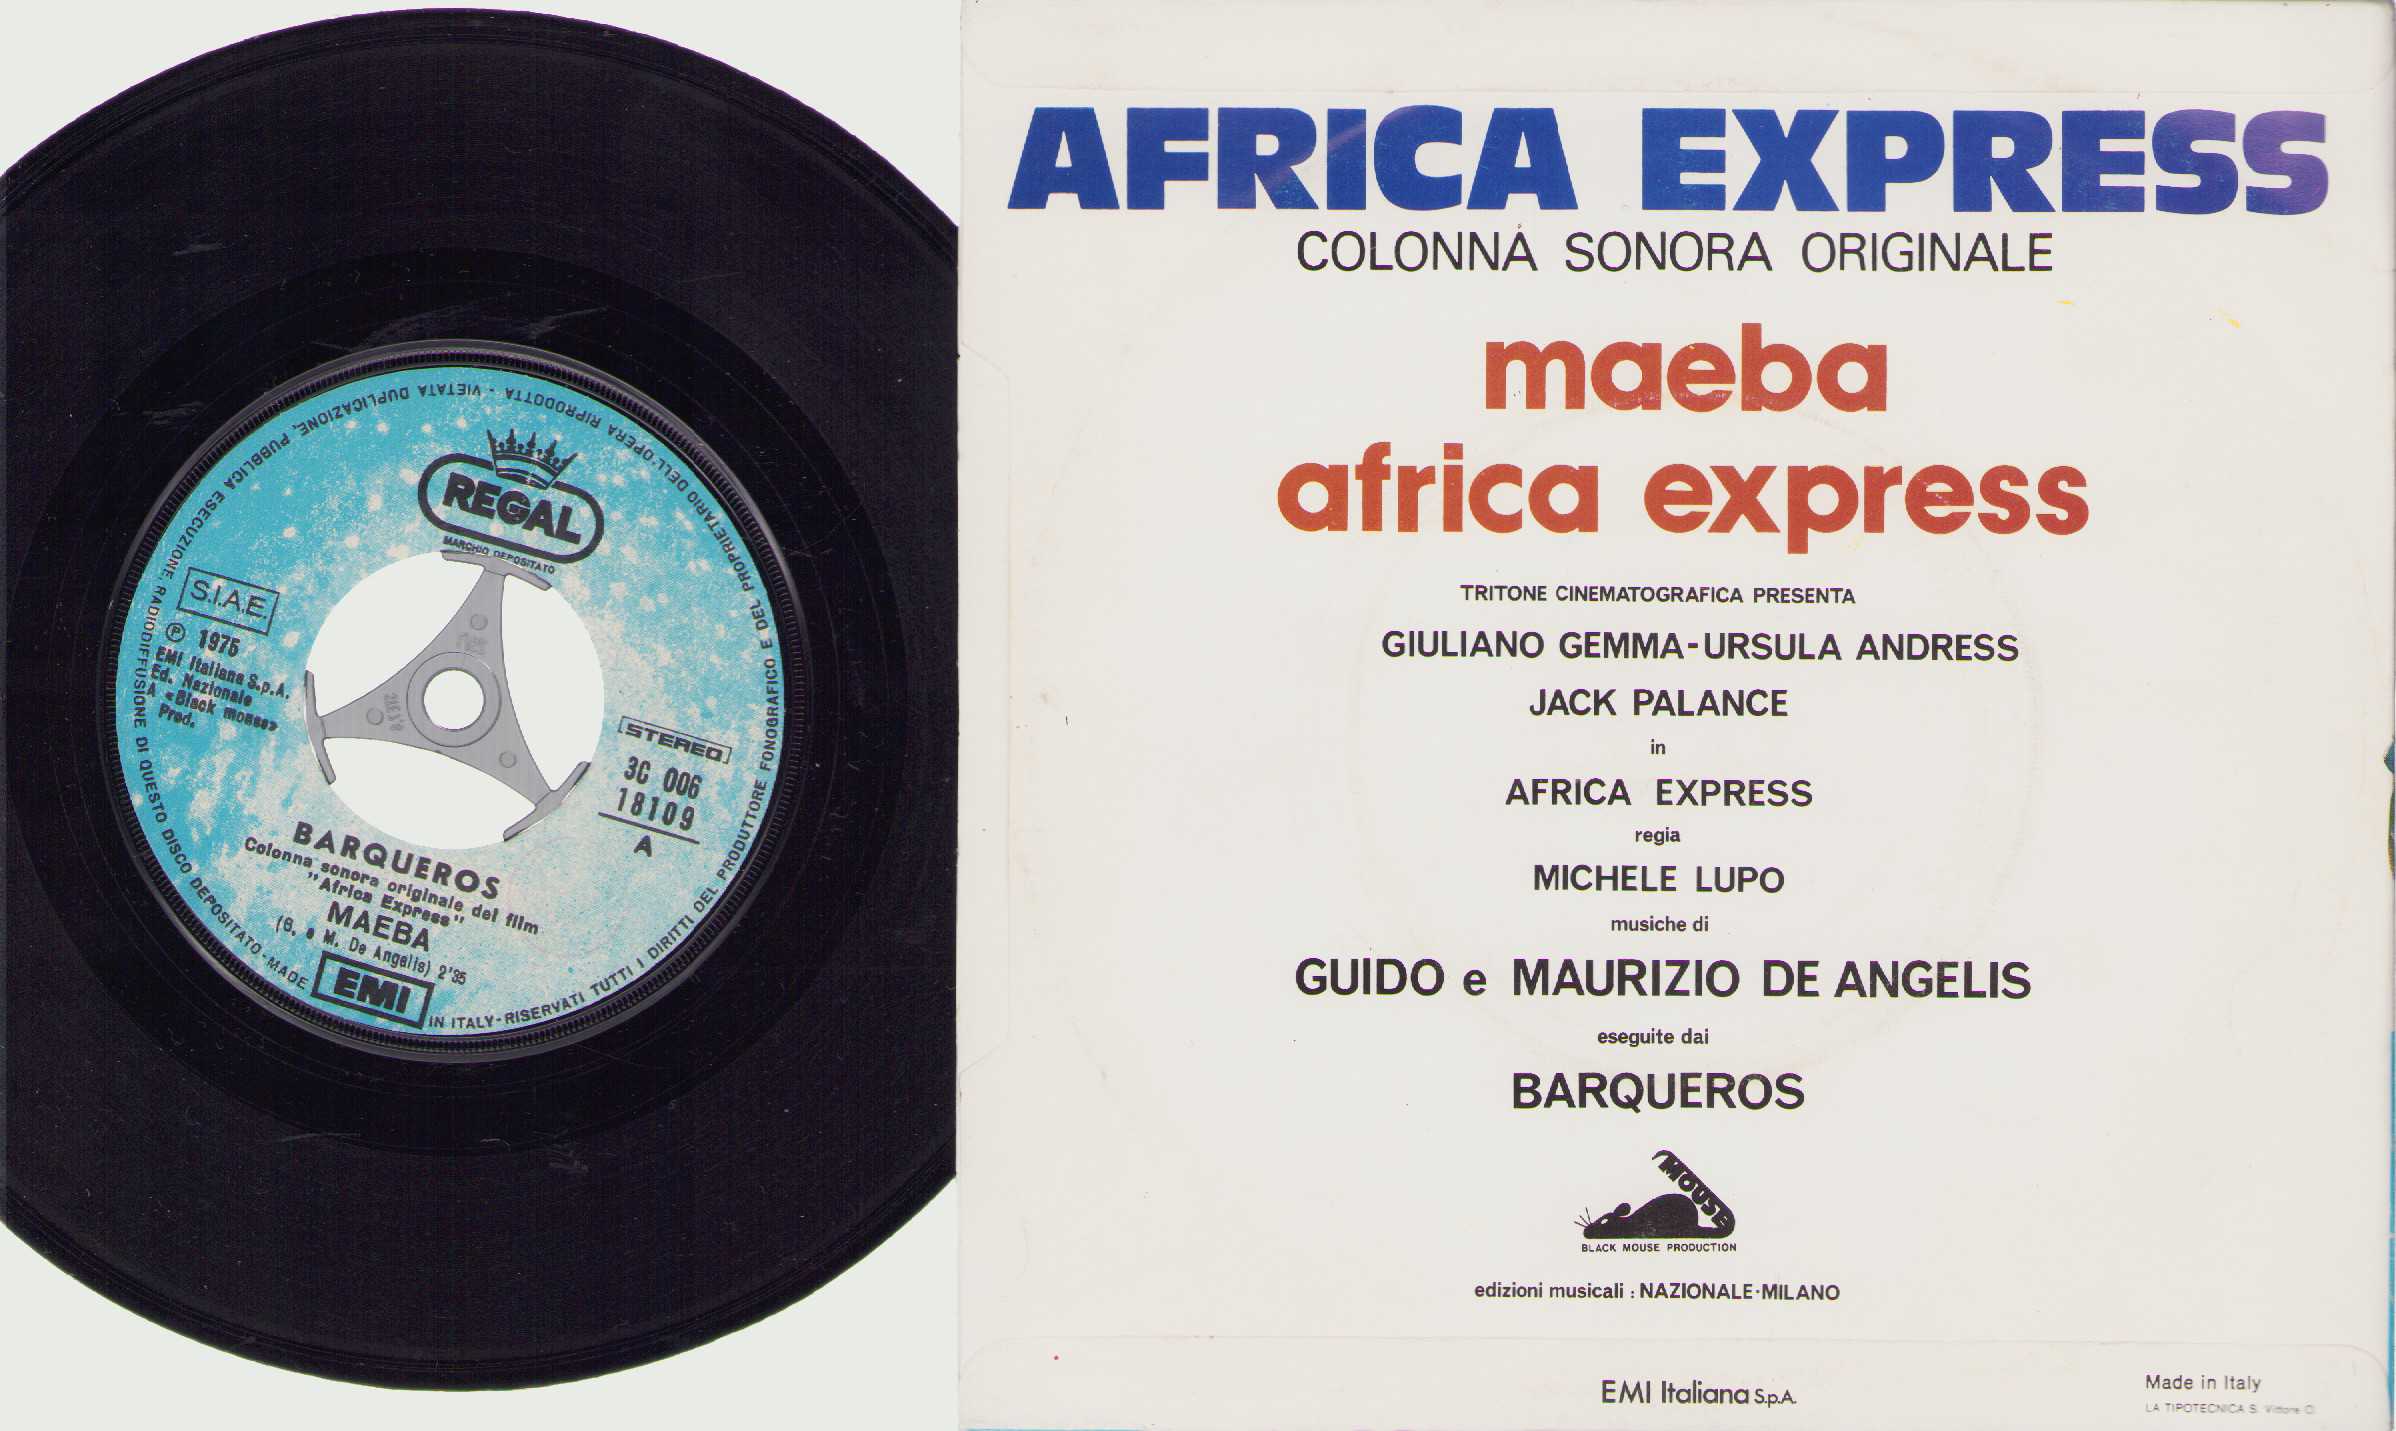 REGAL
MARCHIO DEPOSITATO
S.I.A.E.
℗ 1975
EMI Italiana S.p.A.
Ed. Nazionale
A «Black mouse»
Prod.
STEREO
3C 006
18109
A
BARQUEROS
Colonna sonora originale del film
"Africa Express"
MAEBA
(G. e M. De Angelis) 2'35
EMI
MADE IN ITALY - RISERVATI TUTTI I DIRITTI DEL PRODUTTORE FONOGRAFICO E DEL PROPRIETARIO DELL'OPERA RIPRODOTTA - VIETATA DUPLICAZIONE, PUBBLICA ESECUZIONE, RADIODIFFUSIONE DI QUESTO DISCO DEPOSITATO -
AFRICA EXPRESS
COLONNA SONORA ORIGINALE
maeba
africa express
TRITONE CINEMATOGRAFICA PRESENTA
GIULIANO GEMMA-URSULA ANDRESS
JACK PALANCE
in
AFRICA EXPRESS
regia
MICHELE LUPO
musiche di
GUIDO e MAURIZIO DE ANGELIS
eseguite dai
BARQUEROS
MOUSE
BLACK MOUSE PRODUCTION
edizioni musicali : NAZIONALE-MILANO
EMI Italiana S.p.A.
Made in Italy
LA TIPOTECNICA S. Vittore O.